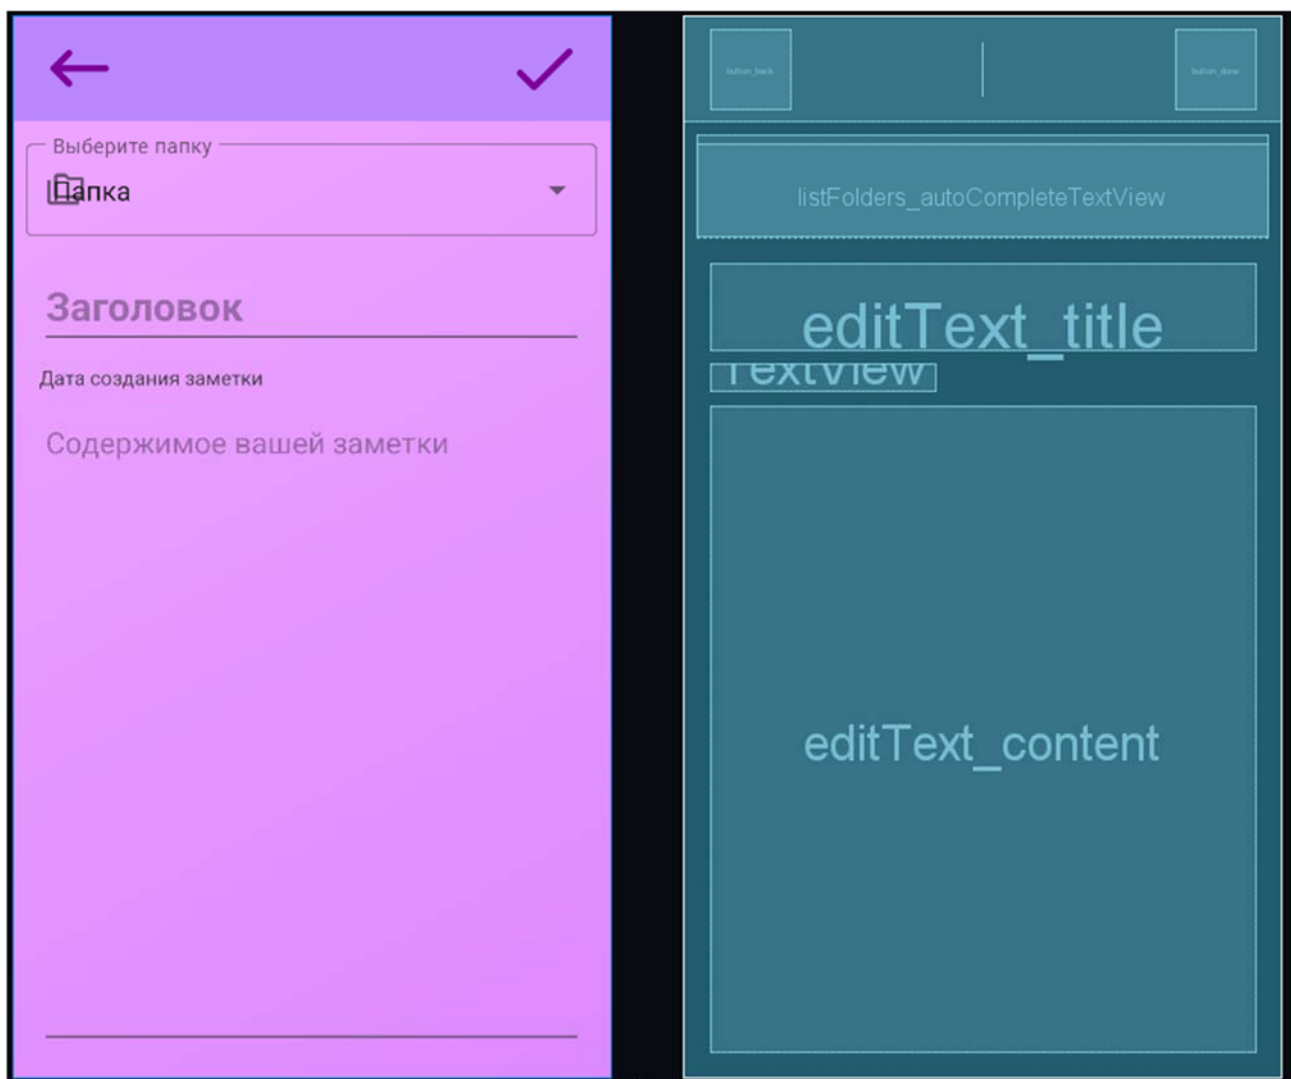 Выберите папку
Папка
Заголовок
Дата создания заметки
Содержимое вашей заметки
button_back
button_done
listFolders_autoCompleteTextView
editText_title
TextView
editText_content